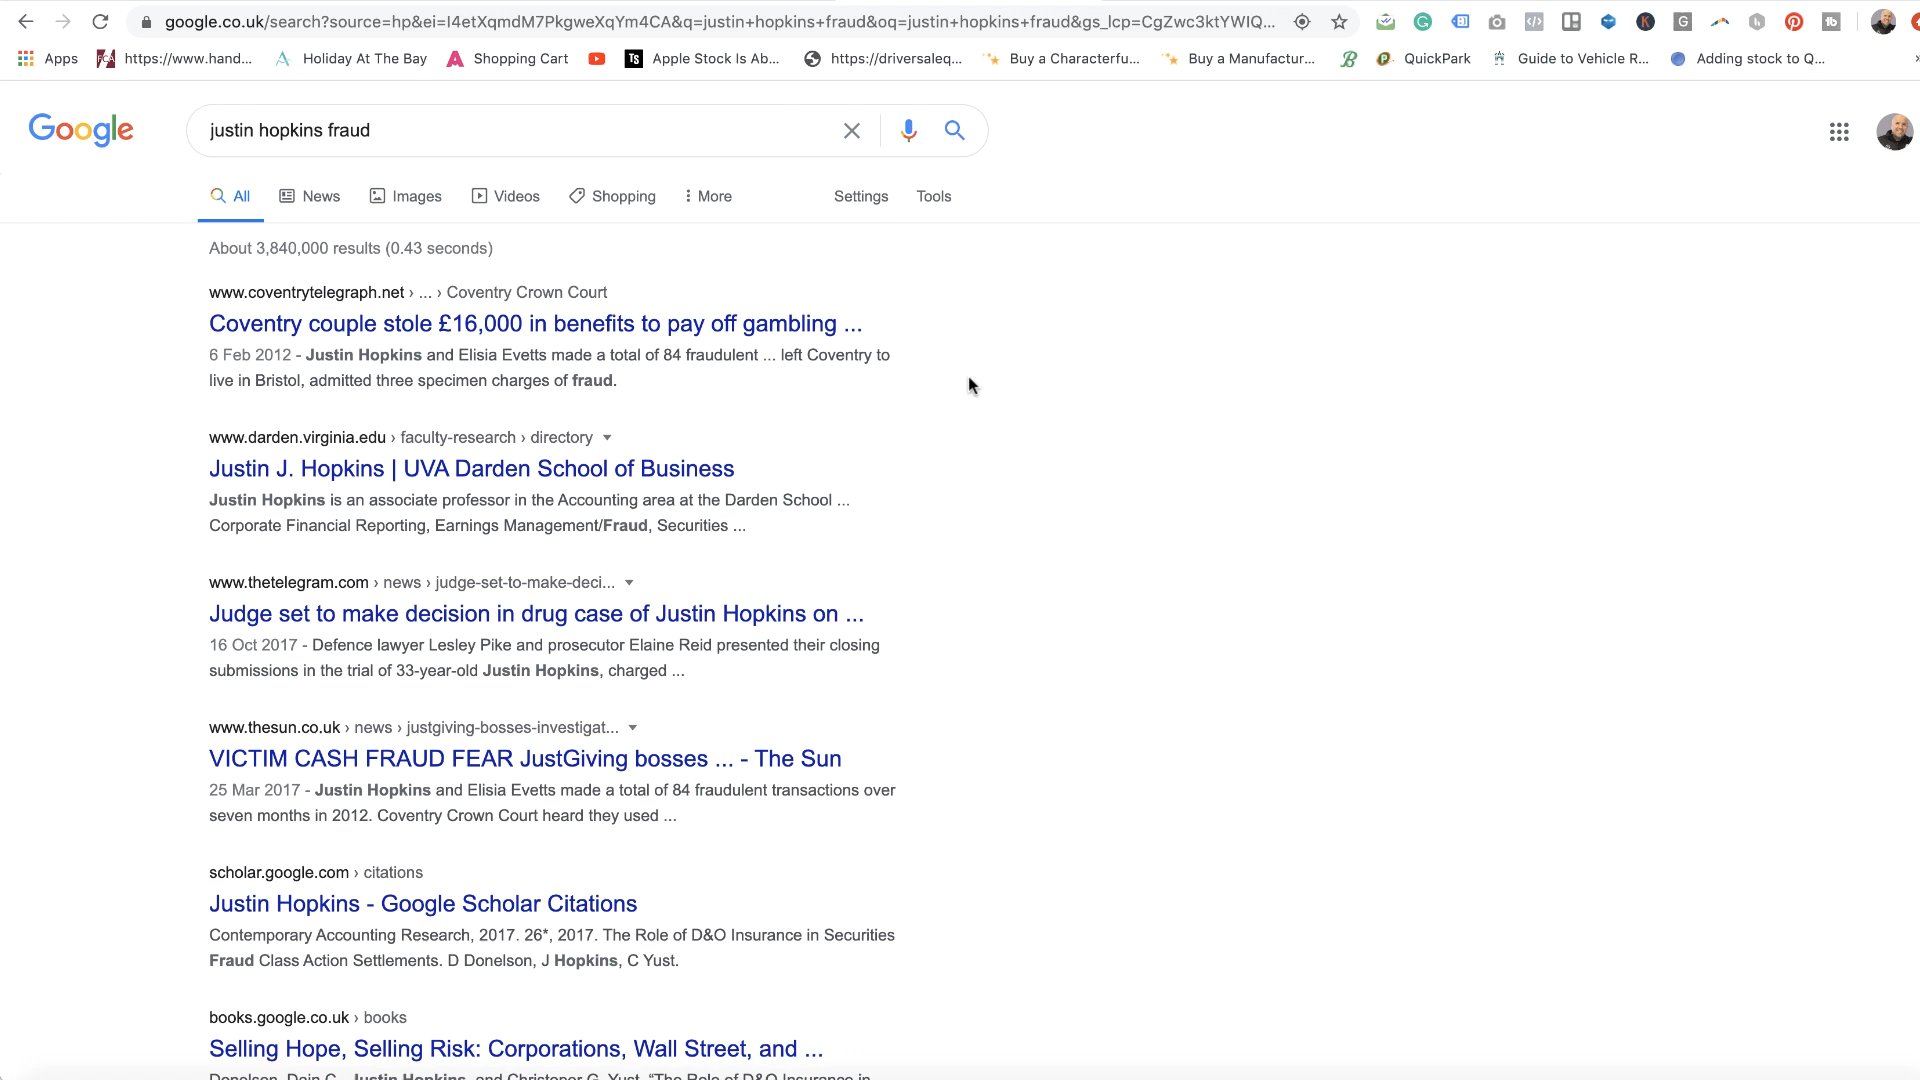 google.co.uk/search?source=hp&ei=I4etXqmdM7PkgweXqYm4CA&q=justin+hopkins+fraud&oq=justin+hopkins+fraud&gs_lcp=CgZwc3ktYWIQ...
Apps https://www.hand... Holiday At The Bay Shopping Cart Apple Stock Is Ab... https://driversaleq... Buy a Characterfu... Buy a Manufactur... QuickPark Guide to Vehicle R... Adding stock to Q...
Google justin hopkins fraud
All News Images Videos Shopping More Settings Tools
About 3,840,000 results (0.43 seconds)
www.coventrytelegraph.net › ... › Coventry Crown Court
Coventry couple stole £16,000 in benefits to pay off gambling ...
6 Feb 2012 - Justin Hopkins and Elisia Evetts made a total of 84 fraudulent ... left Coventry to
live in Bristol, admitted three specimen charges of fraud.
www.darden.virginia.edu › faculty-research › directory
Justin J. Hopkins | UVA Darden School of Business
Justin Hopkins is an associate professor in the Accounting area at the Darden School ...
Corporate Financial Reporting, Earnings Management/Fraud, Securities ...
www.thetelegram.com › news › judge-set-to-make-deci...
Judge set to make decision in drug case of Justin Hopkins on ...
16 Oct 2017 - Defence lawyer Lesley Pike and prosecutor Elaine Reid presented their closing
submissions in the trial of 33-year-old Justin Hopkins, charged ...
www.thesun.co.uk › news › justgiving-bosses-investigat...
VICTIM CASH FRAUD FEAR JustGiving bosses ... - The Sun
25 Mar 2017 - Justin Hopkins and Elisia Evetts made a total of 84 fraudulent transactions over
seven months in 2012. Coventry Crown Court heard they used ...
scholar.google.com › citations
Justin Hopkins - Google Scholar Citations
Contemporary Accounting Research, 2017. 26*, 2017. The Role of D&O Insurance in Securities
Fraud Class Action Settlements. D Donelson, J Hopkins, C Yust.
books.google.co.uk › books
Selling Hope, Selling Risk: Corporations, Wall Street, and ...
Donelson, Dain C., Justin Hopkins, and Christoper G. Yust. “The Role of D&O Insurance in